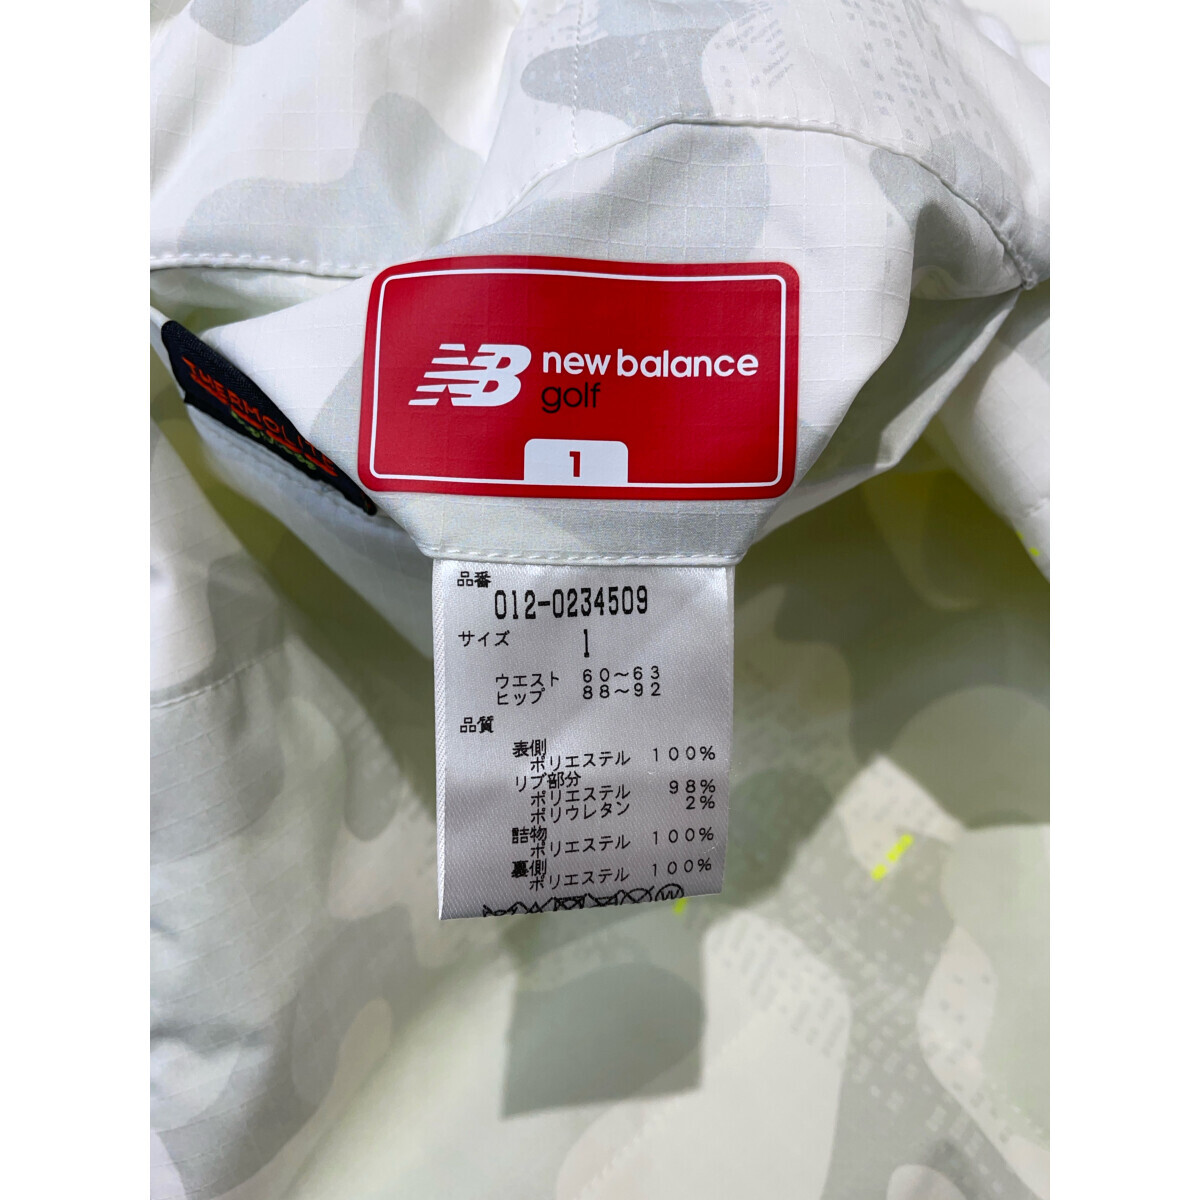 THERMOLITE
new balance
golf
1
品番
012-0234509
サイズ 1
ウエスト 60～63
ヒップ 88～92
品質
表側
ポリエステル 100%
リブ部分
ポリエステル 98%
ポリウレタン 2%
詰物
ポリエステル 100%
裏側
ポリエステル 100%